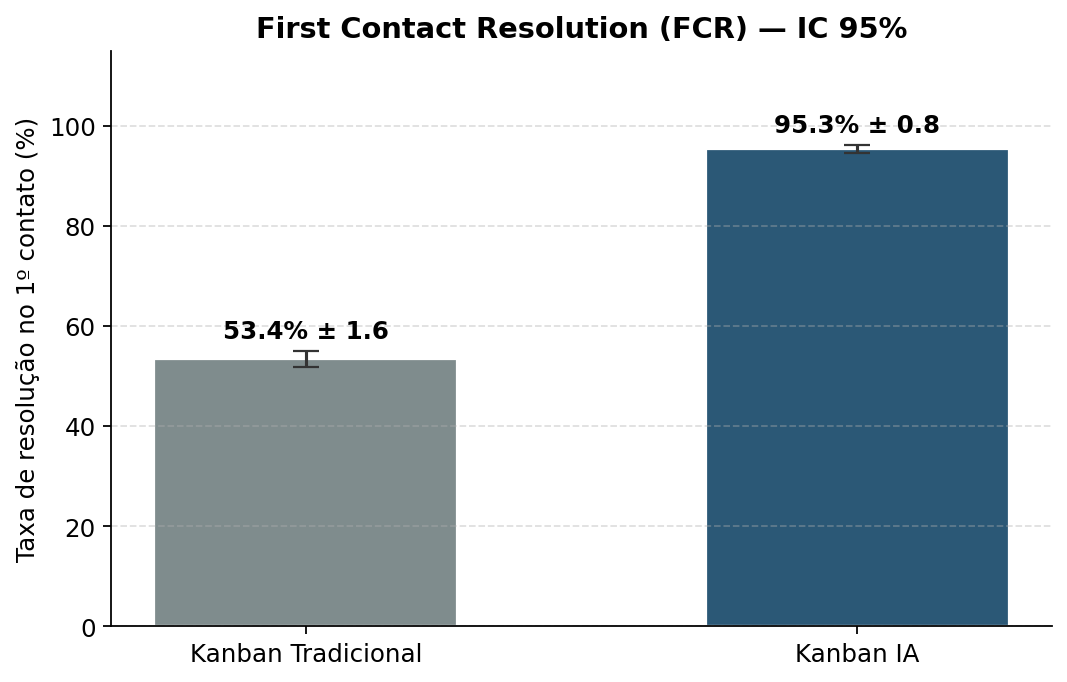 First Contact Resolution (FCR) — IC 95%
Taxa de resolução no 1º contato (%)
100
80
60
40
20
0
53.4% ± 1.6
95.3% ± 0.8
Kanban Tradicional
Kanban IA